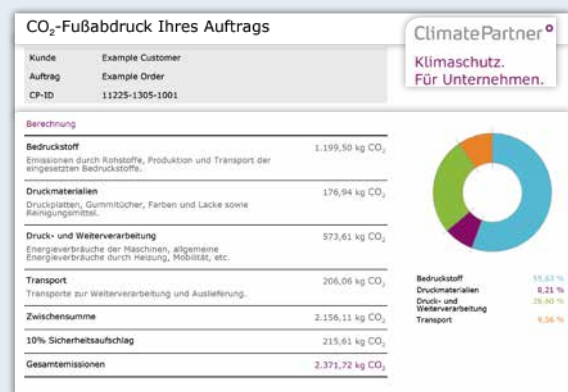 CO₂-Fußabdruck Ihres Auftrags
ClimatePartner°
Klimaschutz.
Für Unternehmen.
Kunde Example Customer
Auftrag Example Order
CP-ID 11225-1305-1001
Berechnung
Bedruckstoff 1.199,50 kg CO₂
Emissionen durch Rohstoffe, Produktion und Transport der
eingesetzten Bedruckstoffe.
Druckmaterialien 176,94 kg CO₂
Druckplatten, Gummitücher, Farben und Lacke sowie
Reinigungsmittel.
Druck- und Weiterverarbeitung 573,61 kg CO₂
Energieverbräuche der Maschinen, allgemeine
Energieverbräuche durch Heizung, Mobilität, etc.
Transport 206,06 kg CO₂
Transporte zur Weiterverarbeitung und Auslieferung.
Zwischensumme 2.156,11 kg CO₂
10% Sicherheitsaufschlag 215,61 kg CO₂
Gesamtemissionen 2.371,72 kg CO₂
Bedruckstoff 55,63 %
Druckmaterialien 8,21 %
Druck- und 26,60 %
Weiterverarbeitung
Transport 9,56 %